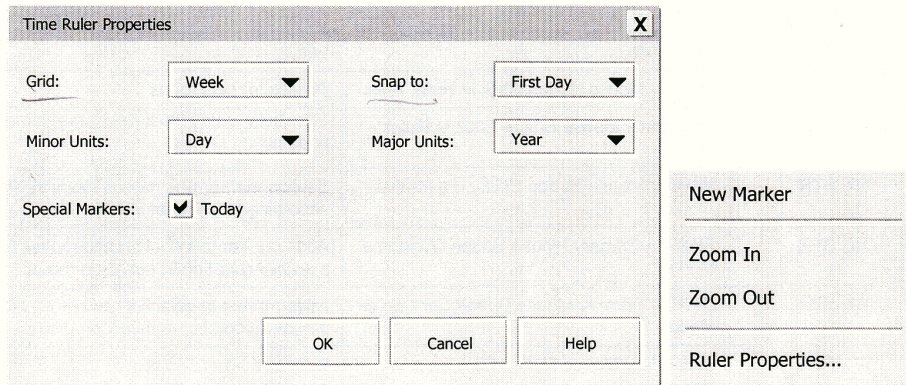 Time Ruler Properties X
Grid: Week Snap to: First Day
Minor Units: Day Major Units: Year
Special Markers: Today
OK Cancel Help
New Marker
Zoom In
Zoom Out
Ruler Properties...